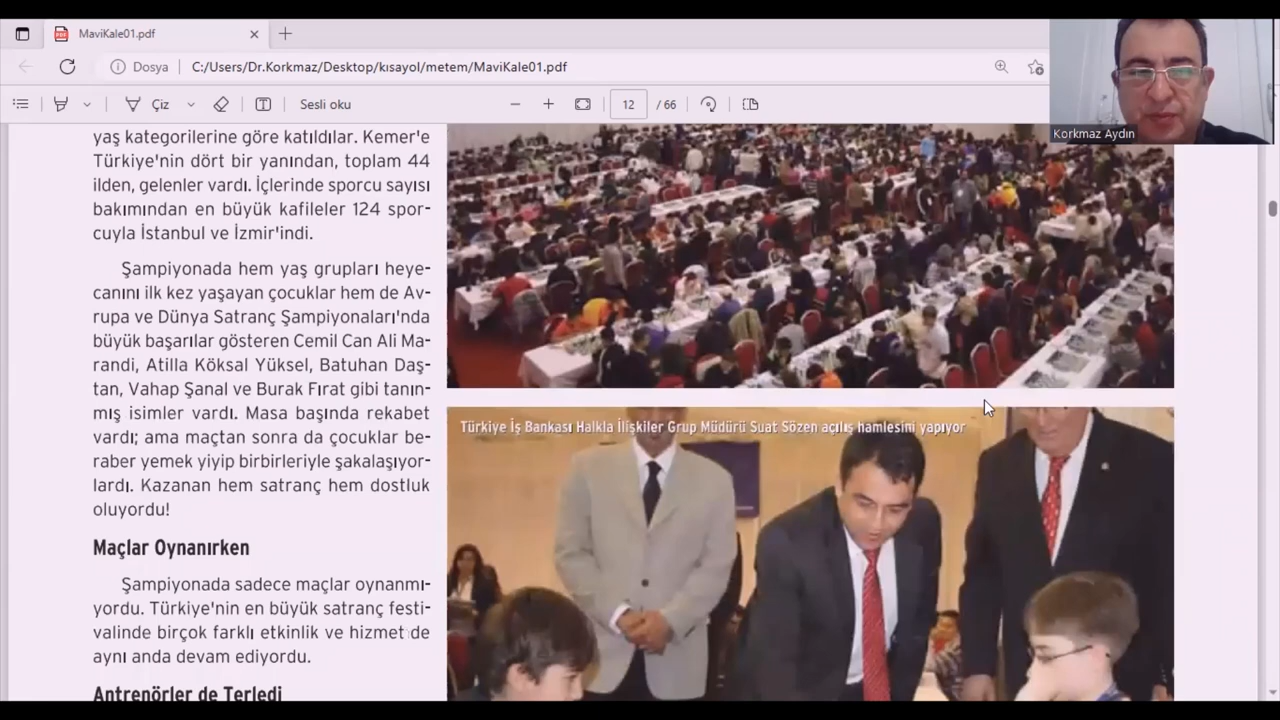 MaviKale01.pdf
Dosya
C:/Users/Dr.Korkmaz/Desktop/kısayol/metem/MaviKale01.pdf
Çiz
Sesli oku
12
/ 66
Korkmaz Aydın
yaş kategorilerine göre katıldılar. Kemer'e
Türkiye'nin dört bir yanından, toplam 44
ilden, gelenler vardı. İçlerinde sporcu sayısı
bakımından en büyük kafileler 124 spor-
cuyla İstanbul ve İzmir'indi.
Şampiyonada hem yaş grupları heye-
canını ilk kez yaşayan çocuklar hem de Av-
rupa ve Dünya Satranç Şampiyonaları'nda
büyük başarılar gösteren Cemil Can Ali Ma-
randi, Atilla Köksal Yüksel, Batuhan Daş-
tan, Vahap Şanal ve Burak Fırat gibi tanın-
mış isimler vardı. Masa başında rekabet
vardı; ama maçtan sonra da çocuklar be-
raber yemek yiyip birbirleriyle şakalaşıyor-
lardı. Kazanan hem satranç hem dostluk
oluyordu!
Maçlar Oynanırken
Şampiyonada sadece maçlar oynanmı-
yordu. Türkiye'nin en büyük satranç festi-
valinde birçok farklı etkinlik ve hizmet de
aynı anda devam ediyordu.
Antrenörler de Terledi
Türkiye İş Bankası Halkla İlişkiler Grup Müdürü Suat Sözen açılış hamlesini yapıyor